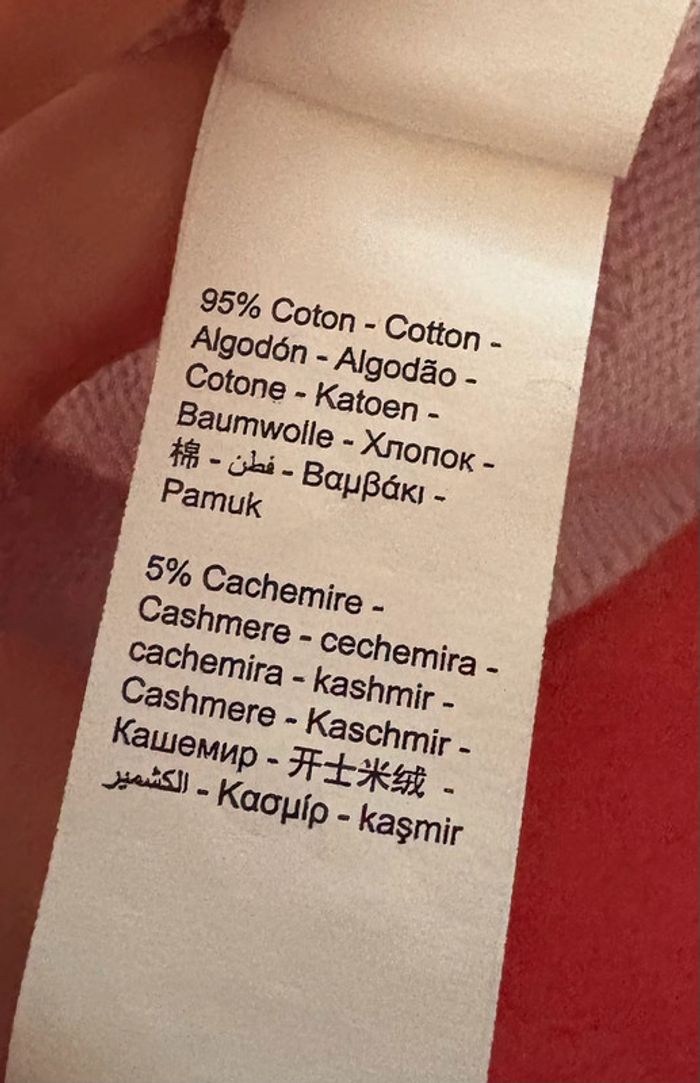 95% Coton - Cotton -
Algodón - Algodão -
Cotone - Katoen -
Baumwolle - Хлопок -
棉 - قطن - Βαμβάκι -
Pamuk
5% Cachemire -
Cashmere - cechemira -
cachemira - kashmir -
Cashmere - Kaschmir -
Кашемир - 开士米绒 -
الكشمير - Κασμίρ - kaşmir